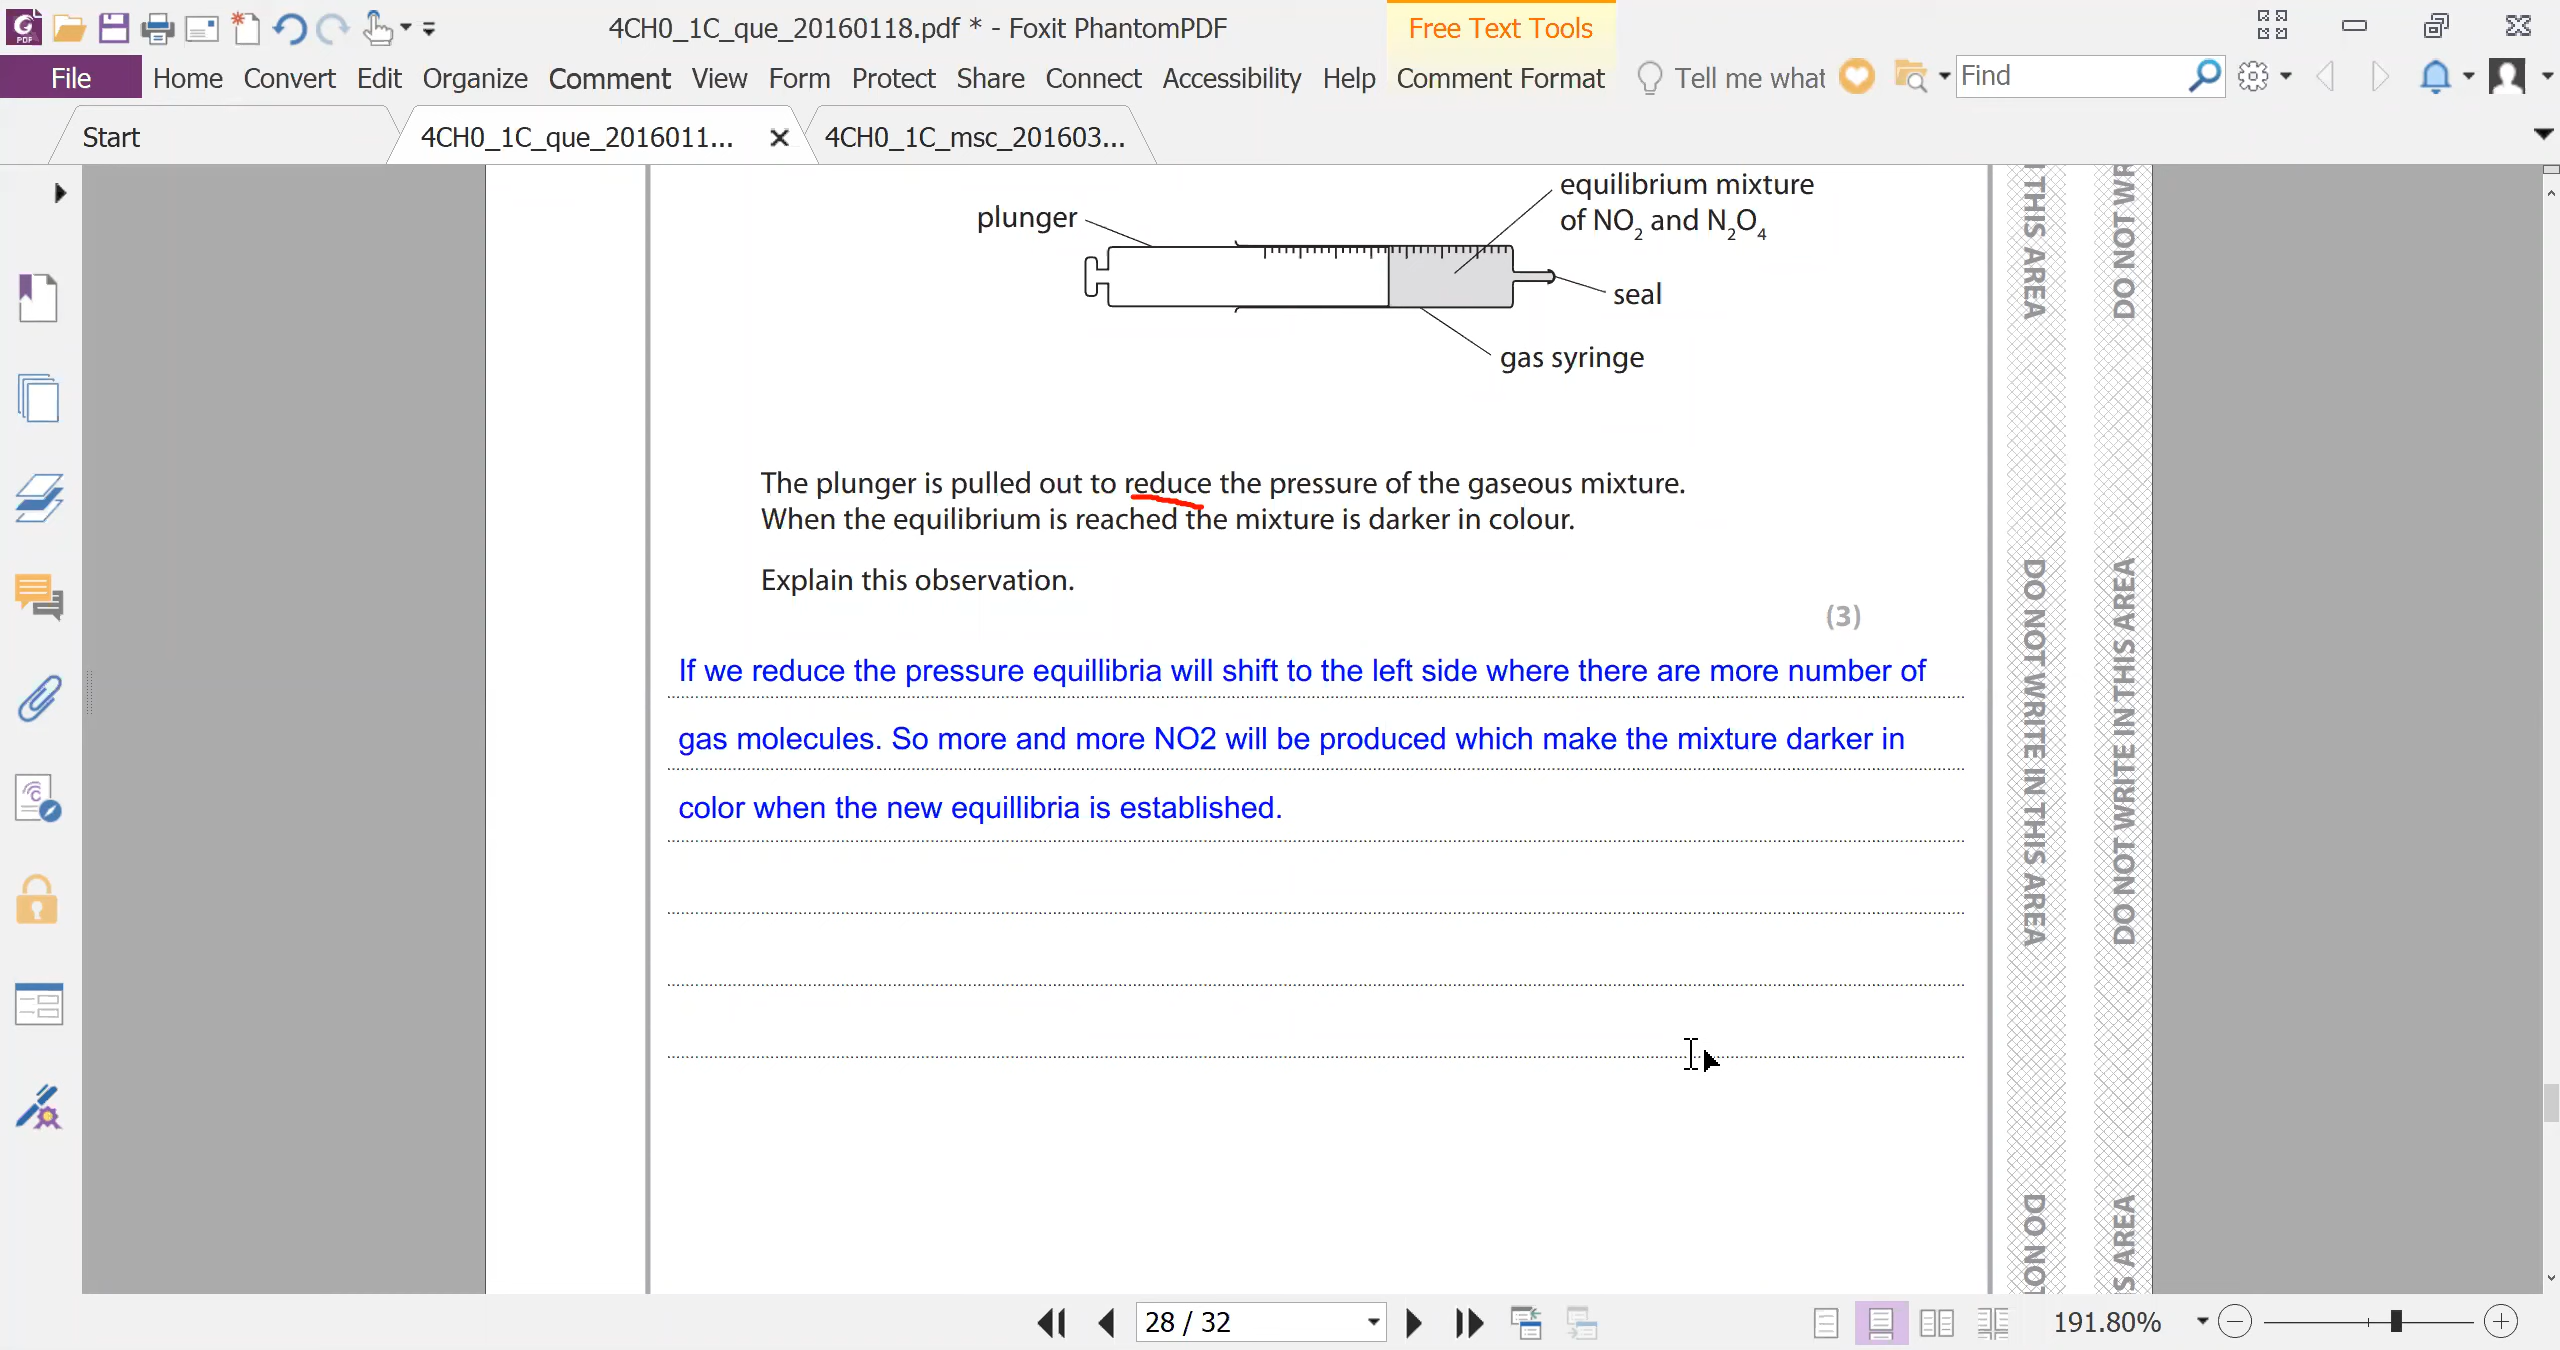 4CH0_1C_que_20160118.pdf * - Foxit PhantomPDF
Free Text Tools
File Home Convert Edit Organize Comment View Form Protect Share Connect Accessibility Help Comment Format Tell me what Find
Start 4CH0_1C_que_2016011... 4CH0_1C_msc_201603...
equilibrium mixture
of NO2 and N2O4
plunger
seal
gas syringe
The plunger is pulled out to reduce the pressure of the gaseous mixture.
When the equilibrium is reached the mixture is darker in colour.
Explain this observation.
(3)
If we reduce the pressure equillibria will shift to the left side where there are more number of
gas molecules. So more and more NO2 will be produced which make the mixture darker in
color when the new equillibria is established.
THIS AREA
DO NOT WR
DO NOT WRITE IN THIS AREA
DO NOT WRITE IN THIS AREA
DO NOT
S AREA
28 / 32
191.80%